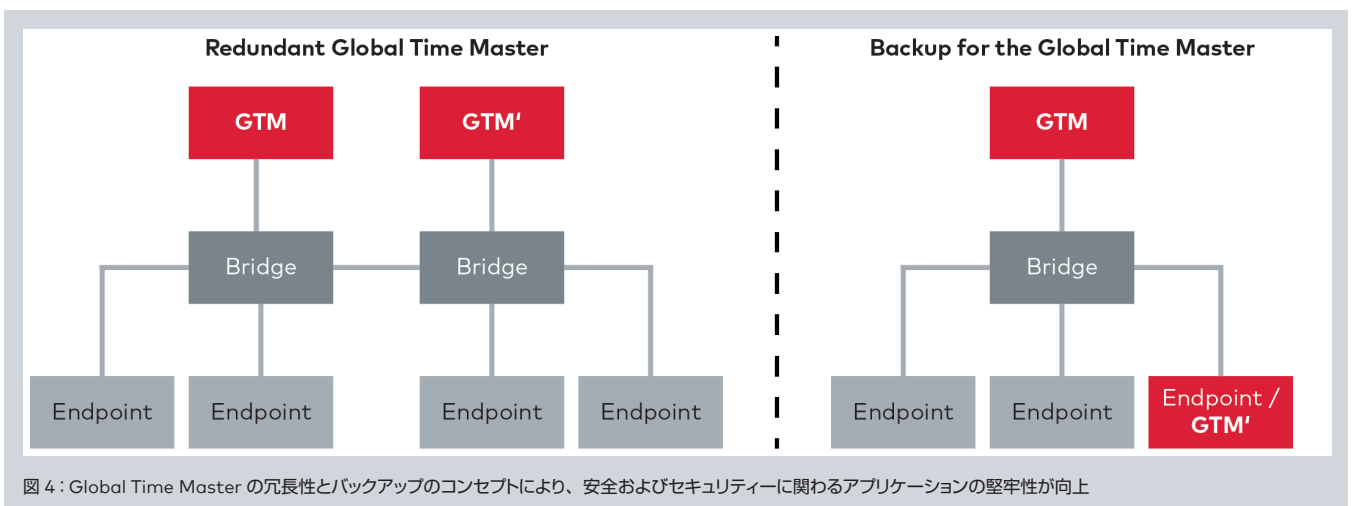 Redundant Global Time Master
Backup for the Global Time Master
GTM
GTM‘
GTM
Bridge
Bridge
Bridge
Endpoint
Endpoint
Endpoint
Endpoint
Endpoint
Endpoint
Endpoint /
GTM‘
図 4：Global Time Master の冗長性とバックアップのコンセプトにより、安全およびセキュリティーに関わるアプリケーションの堅牢性が向上